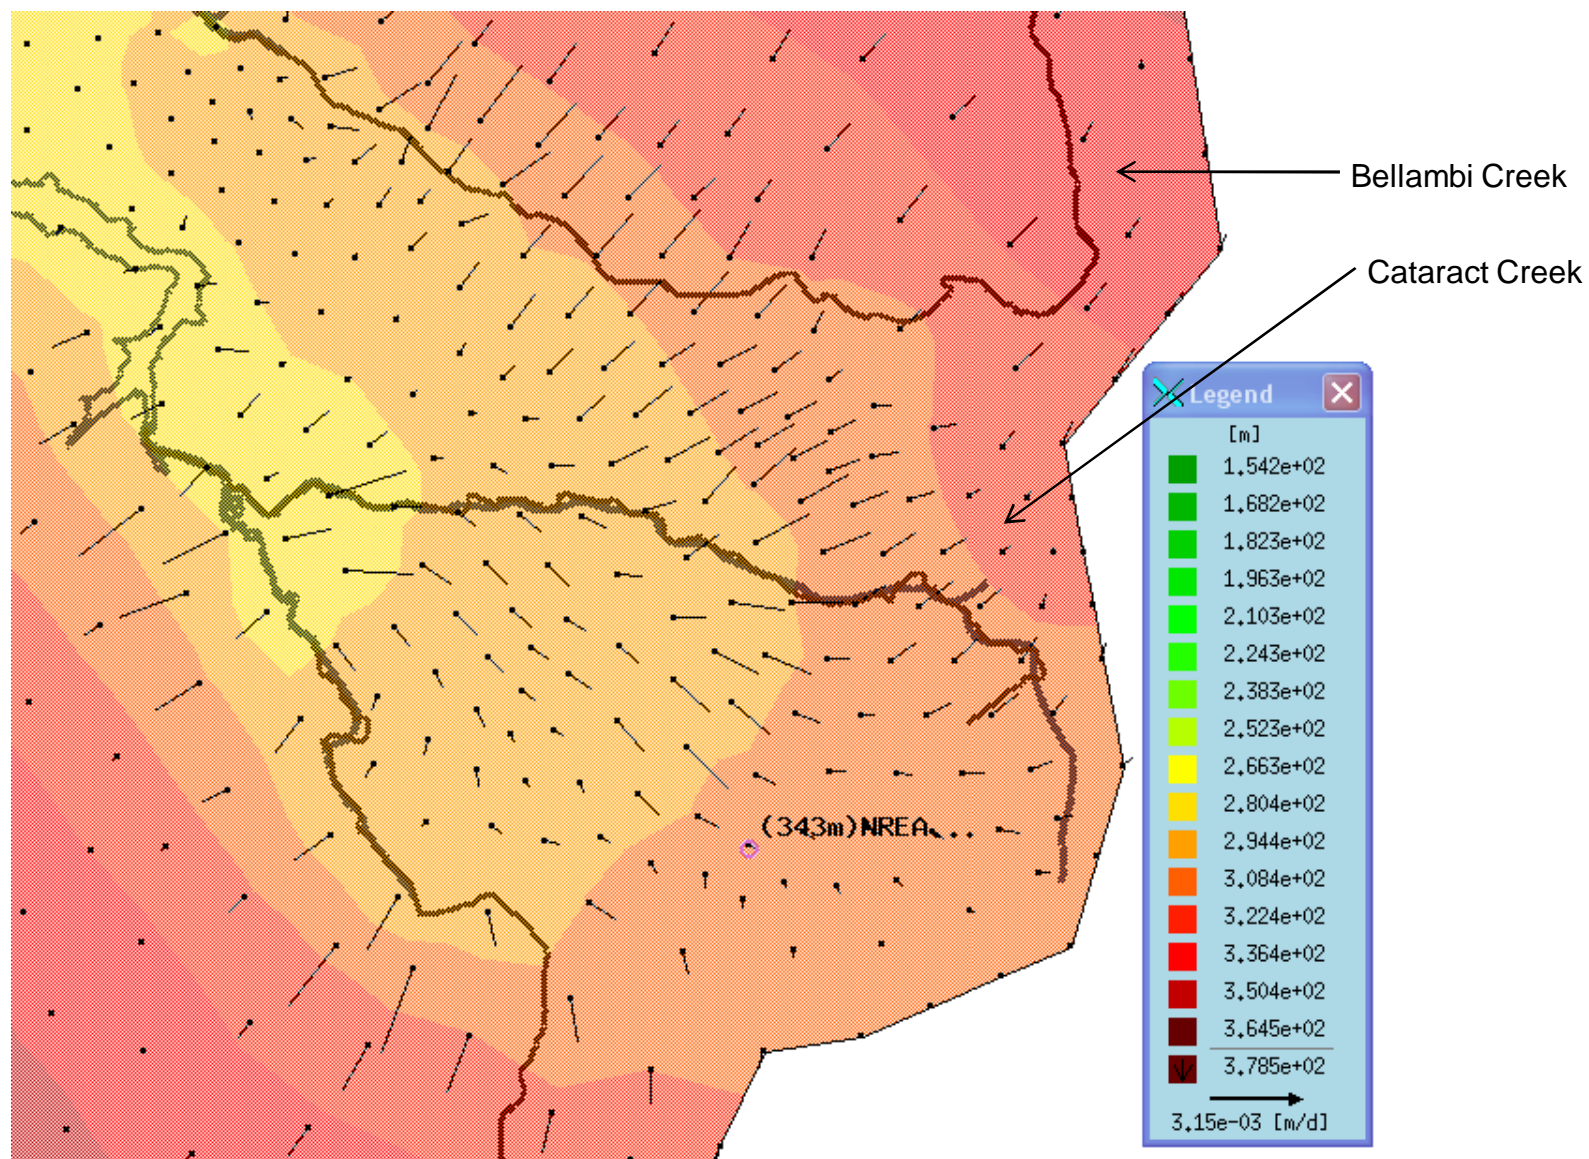 Bellambi Creek
Cataract Creek
Legend
[m]
1.542e+02
1.682e+02
1.823e+02
1.963e+02
2.103e+02
2.243e+02
2.383e+02
2.523e+02
2.663e+02
2.804e+02
2.944e+02
3.084e+02
3.224e+02
3.364e+02
3.504e+02
3.645e+02
3.785e+02
3.15e-03 [m/d]
(343m)NREA...